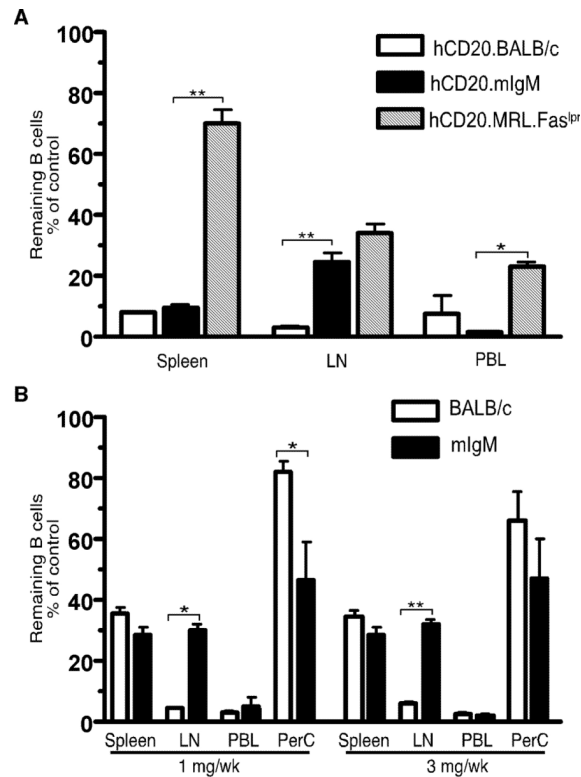 A
100
80
60
40
20
0
Remaining B cells
% of control
hCD20.BALB/c
hCD20.mIgM
hCD20.MRL.Fas^lpr
**
**
*
Spleen LN PBL
B
100
80
60
40
20
0
Remaining B cells
% of control
BALB/c
mIgM
*
*
**
Spleen LN PBL PerC Spleen LN PBL PerC
1 mg/wk 3 mg/wk